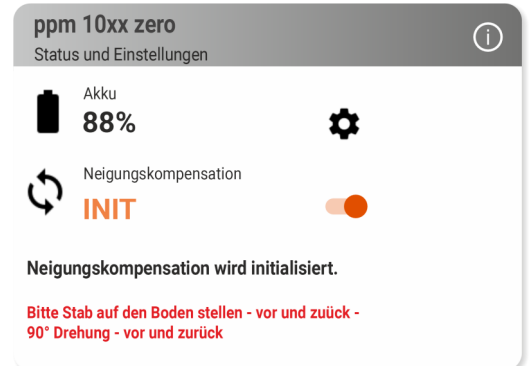 ppm 10xx zero
Status und Einstellungen
Akku
88%
Neigungskompensation
INIT
Neigungskompensation wird initialisiert.
Bitte Stab auf den Boden stellen - vor und zuück -
90° Drehung - vor und zurück